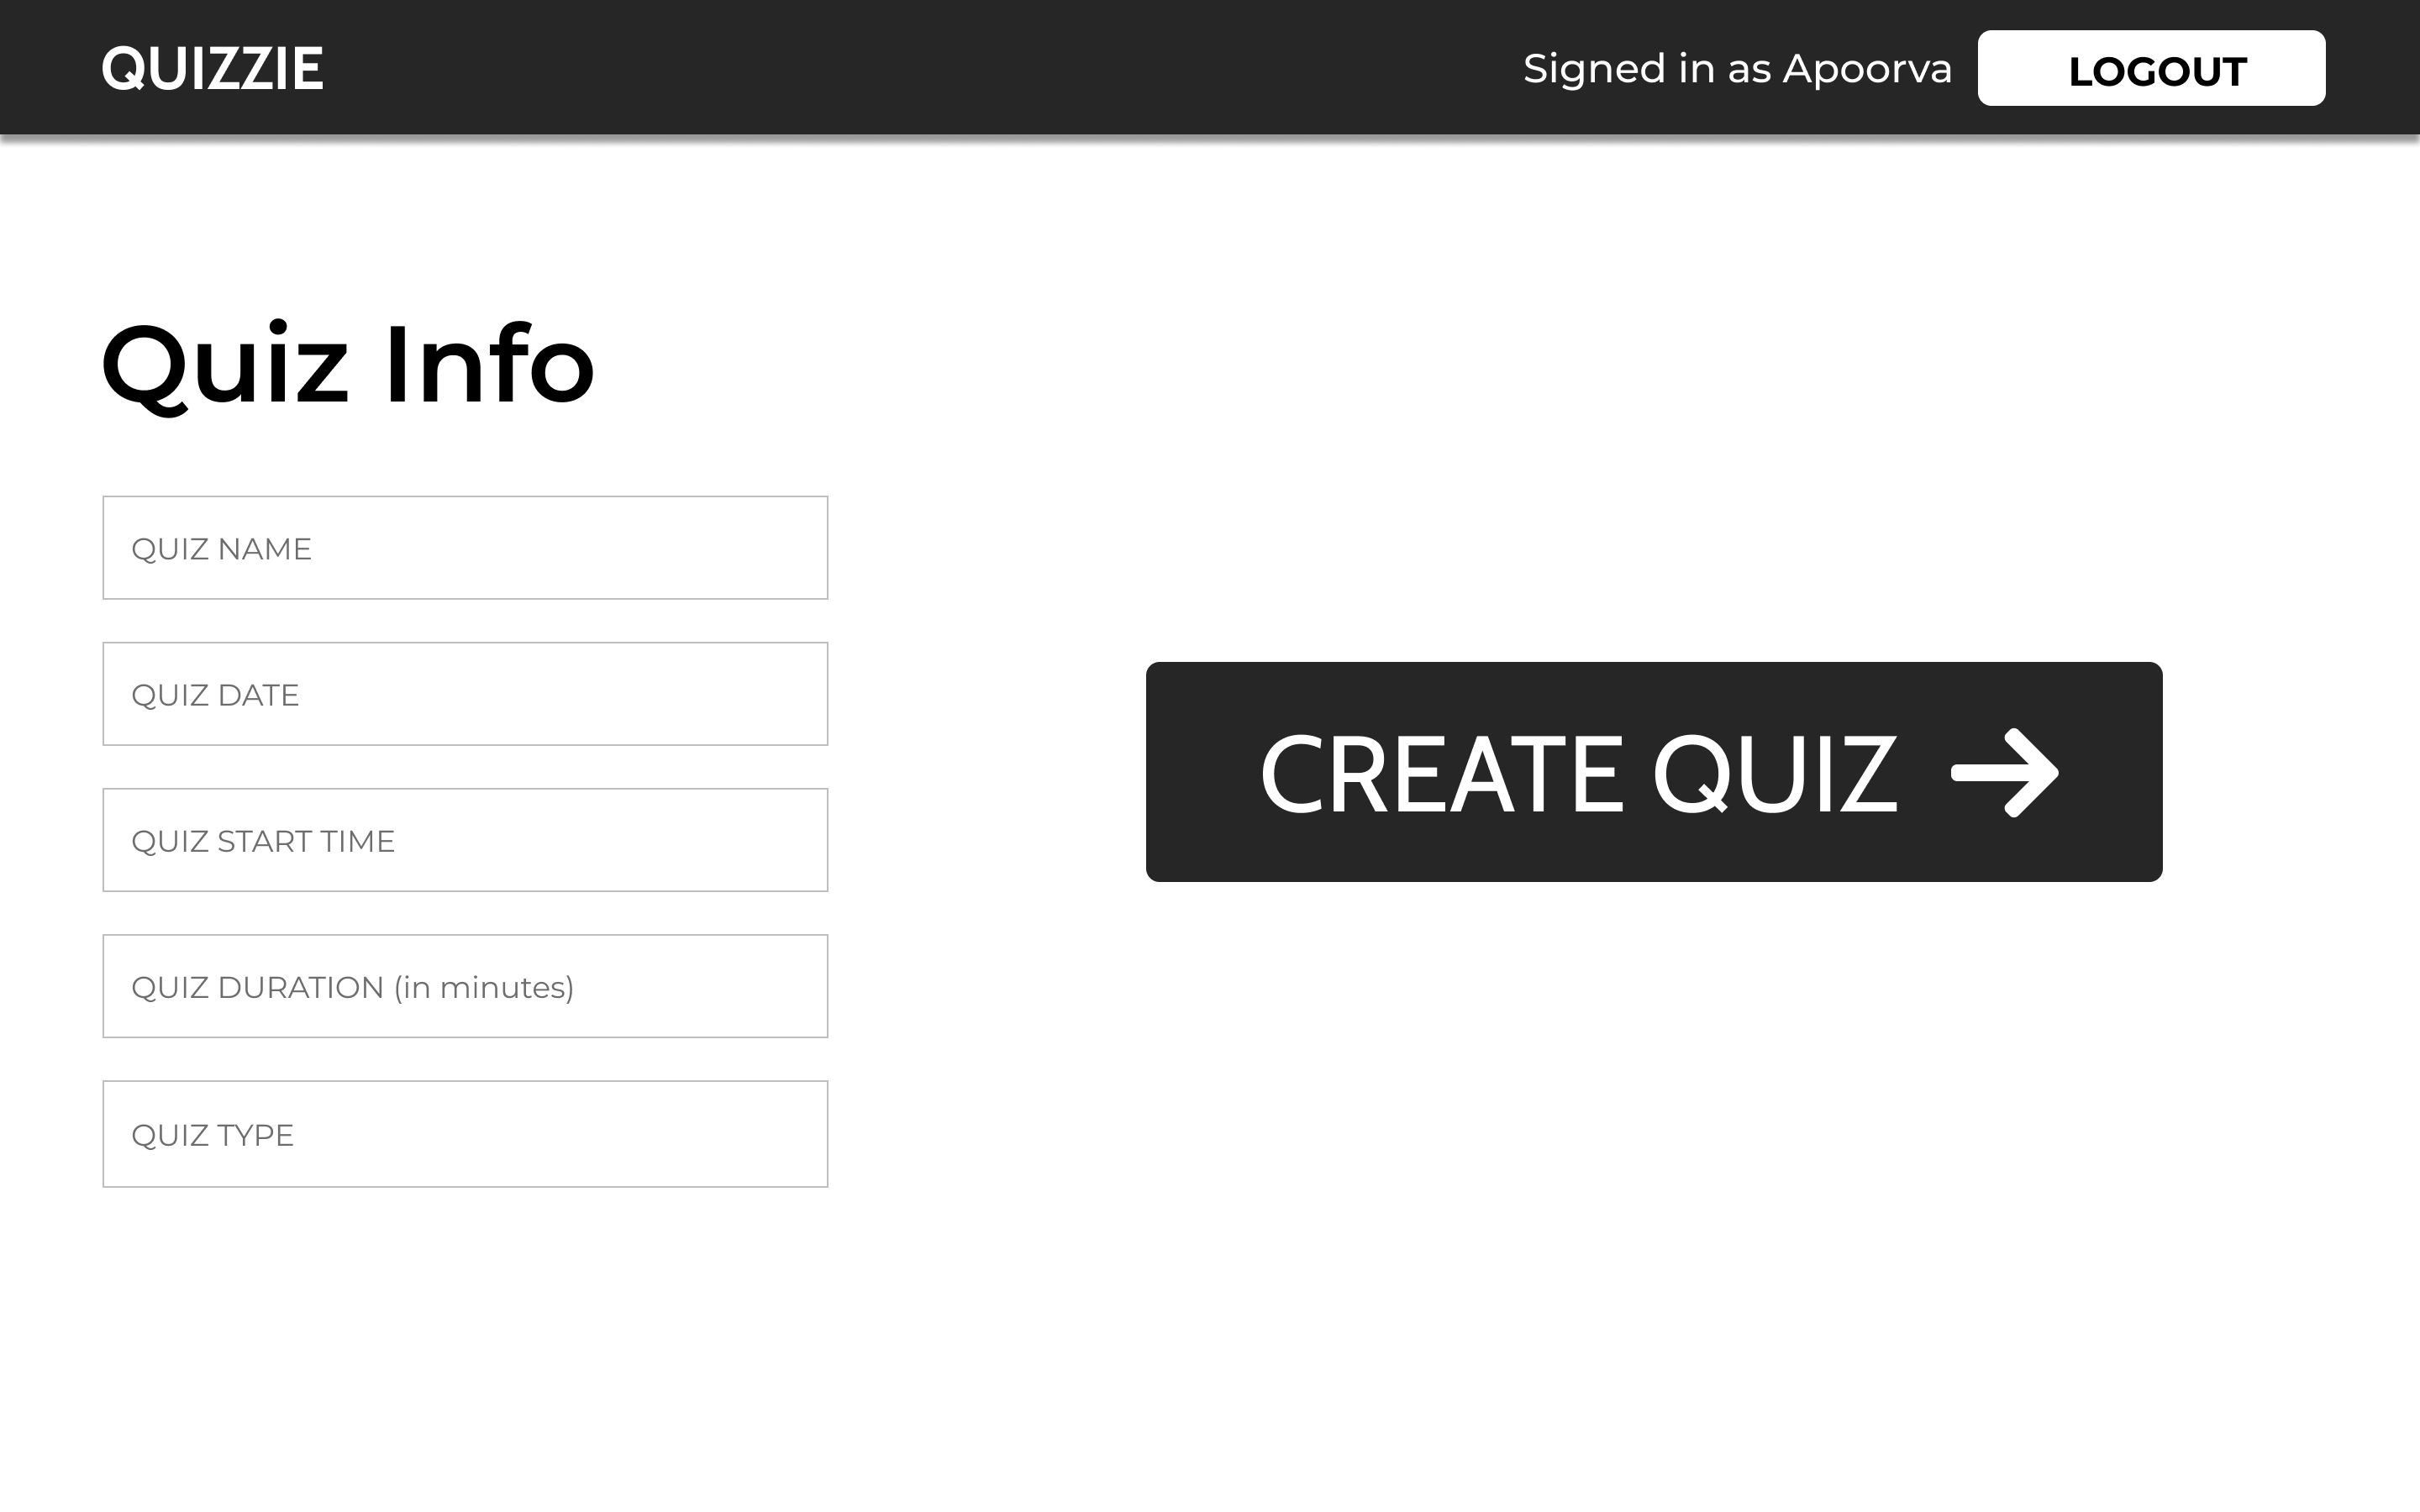 QUIZZIE
Signed in as Apoorva
LOGOUT
Quiz Info
QUIZ NAME
QUIZ DATE
QUIZ START TIME
QUIZ DURATION (in minutes)
QUIZ TYPE
CREATE QUIZ